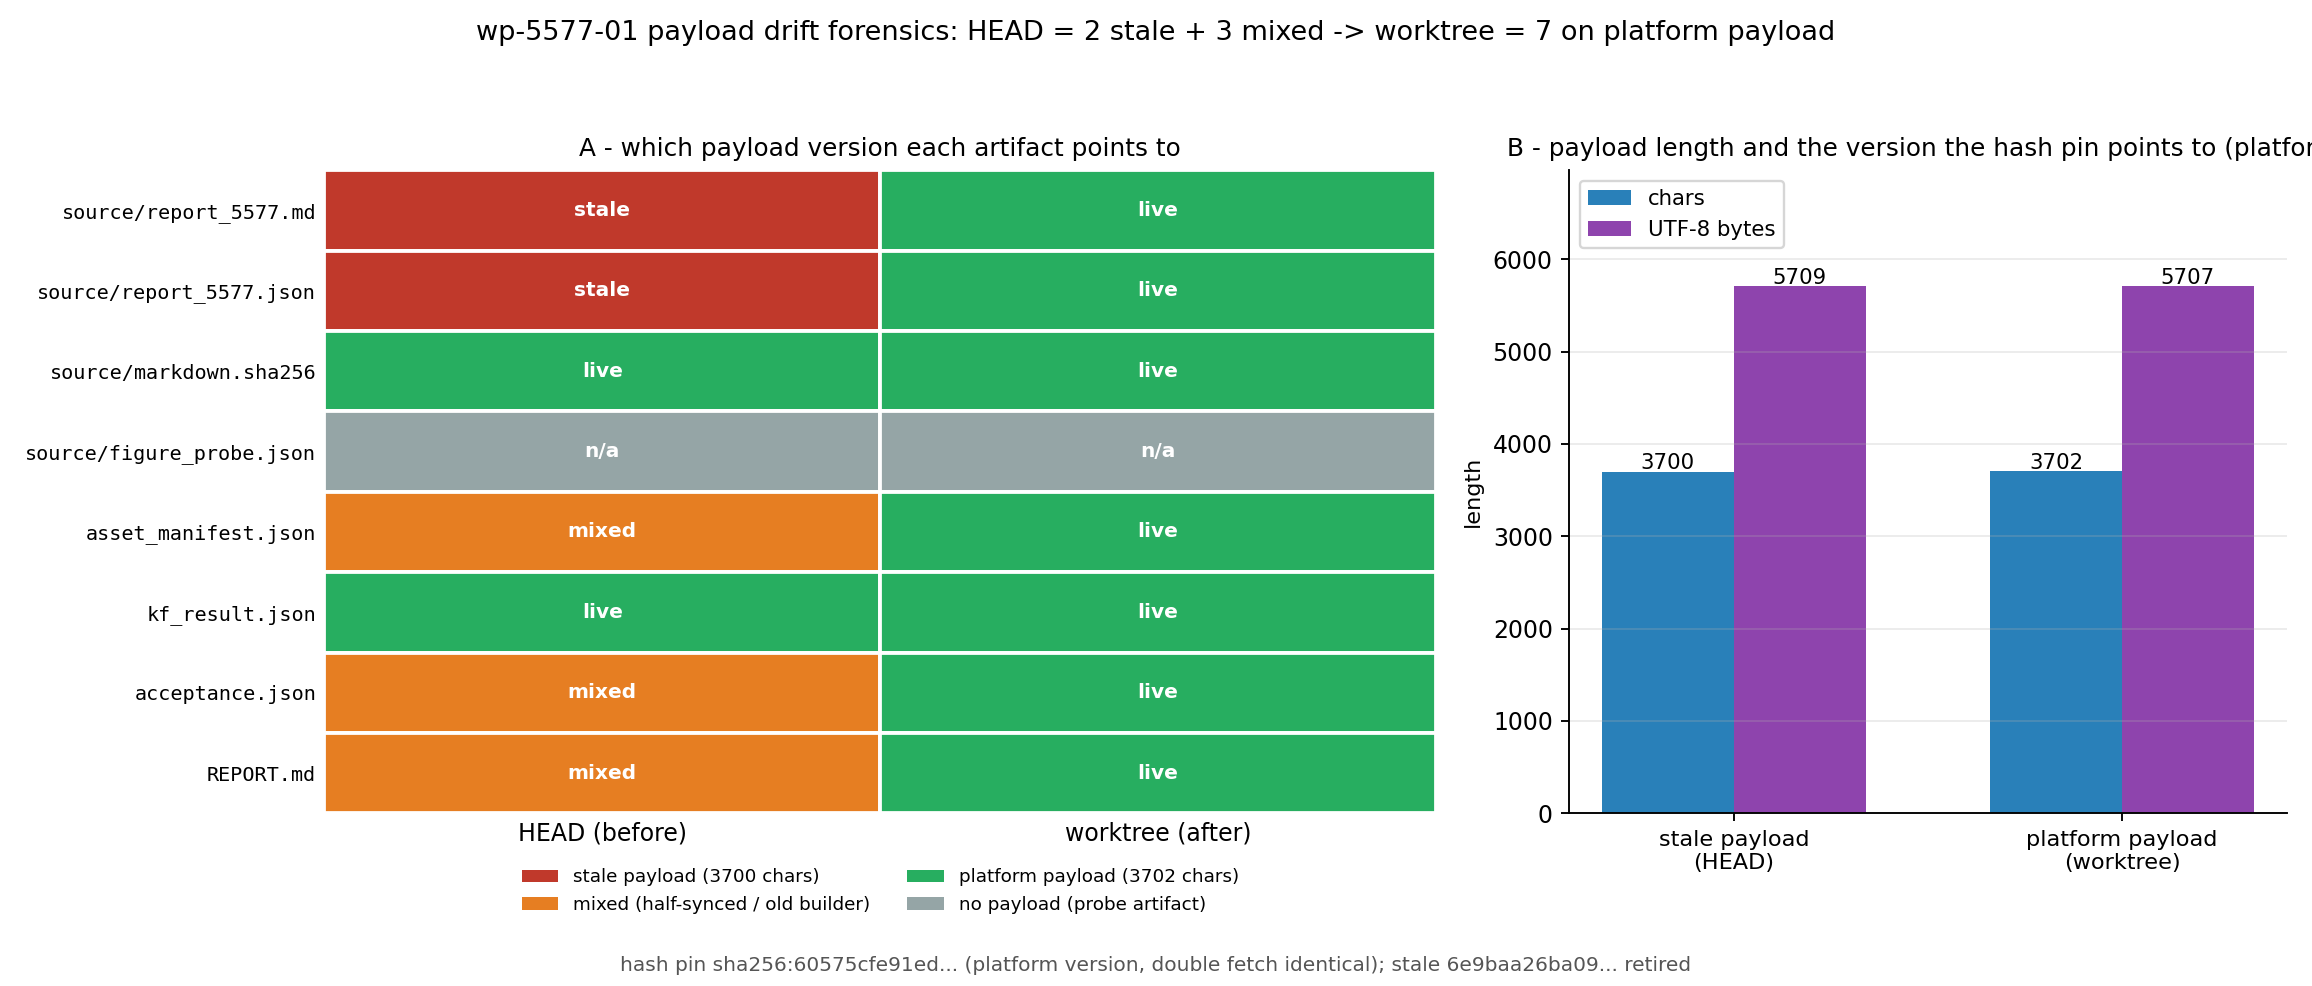 wp-5577-01 payload drift forensics: HEAD = 2 stale + 3 mixed -> worktree = 7 on platform payload
A - which payload version each artifact points to
source/report_5577.md
stale
live
source/report_5577.json
stale
live
source/markdown.sha256
live
live
source/figure_probe.json
n/a
n/a
asset_manifest.json
mixed
live
kf_result.json
live
live
acceptance.json
mixed
live
REPORT.md
mixed
live
HEAD (before)
worktree (after)
stale payload (3700 chars)
platform payload (3702 chars)
mixed (half-synced / old builder)
no payload (probe artifact)
B - payload length and the version the hash pin points to (platfor
chars
UTF-8 bytes
length
6000
5000
4000
3000
2000
1000
0
3700
5709
3702
5707
stale payload
(HEAD)
platform payload
(worktree)
hash pin sha256:60575cfe91ed... (platform version, double fetch identical); stale 6e9baa26ba09... retired